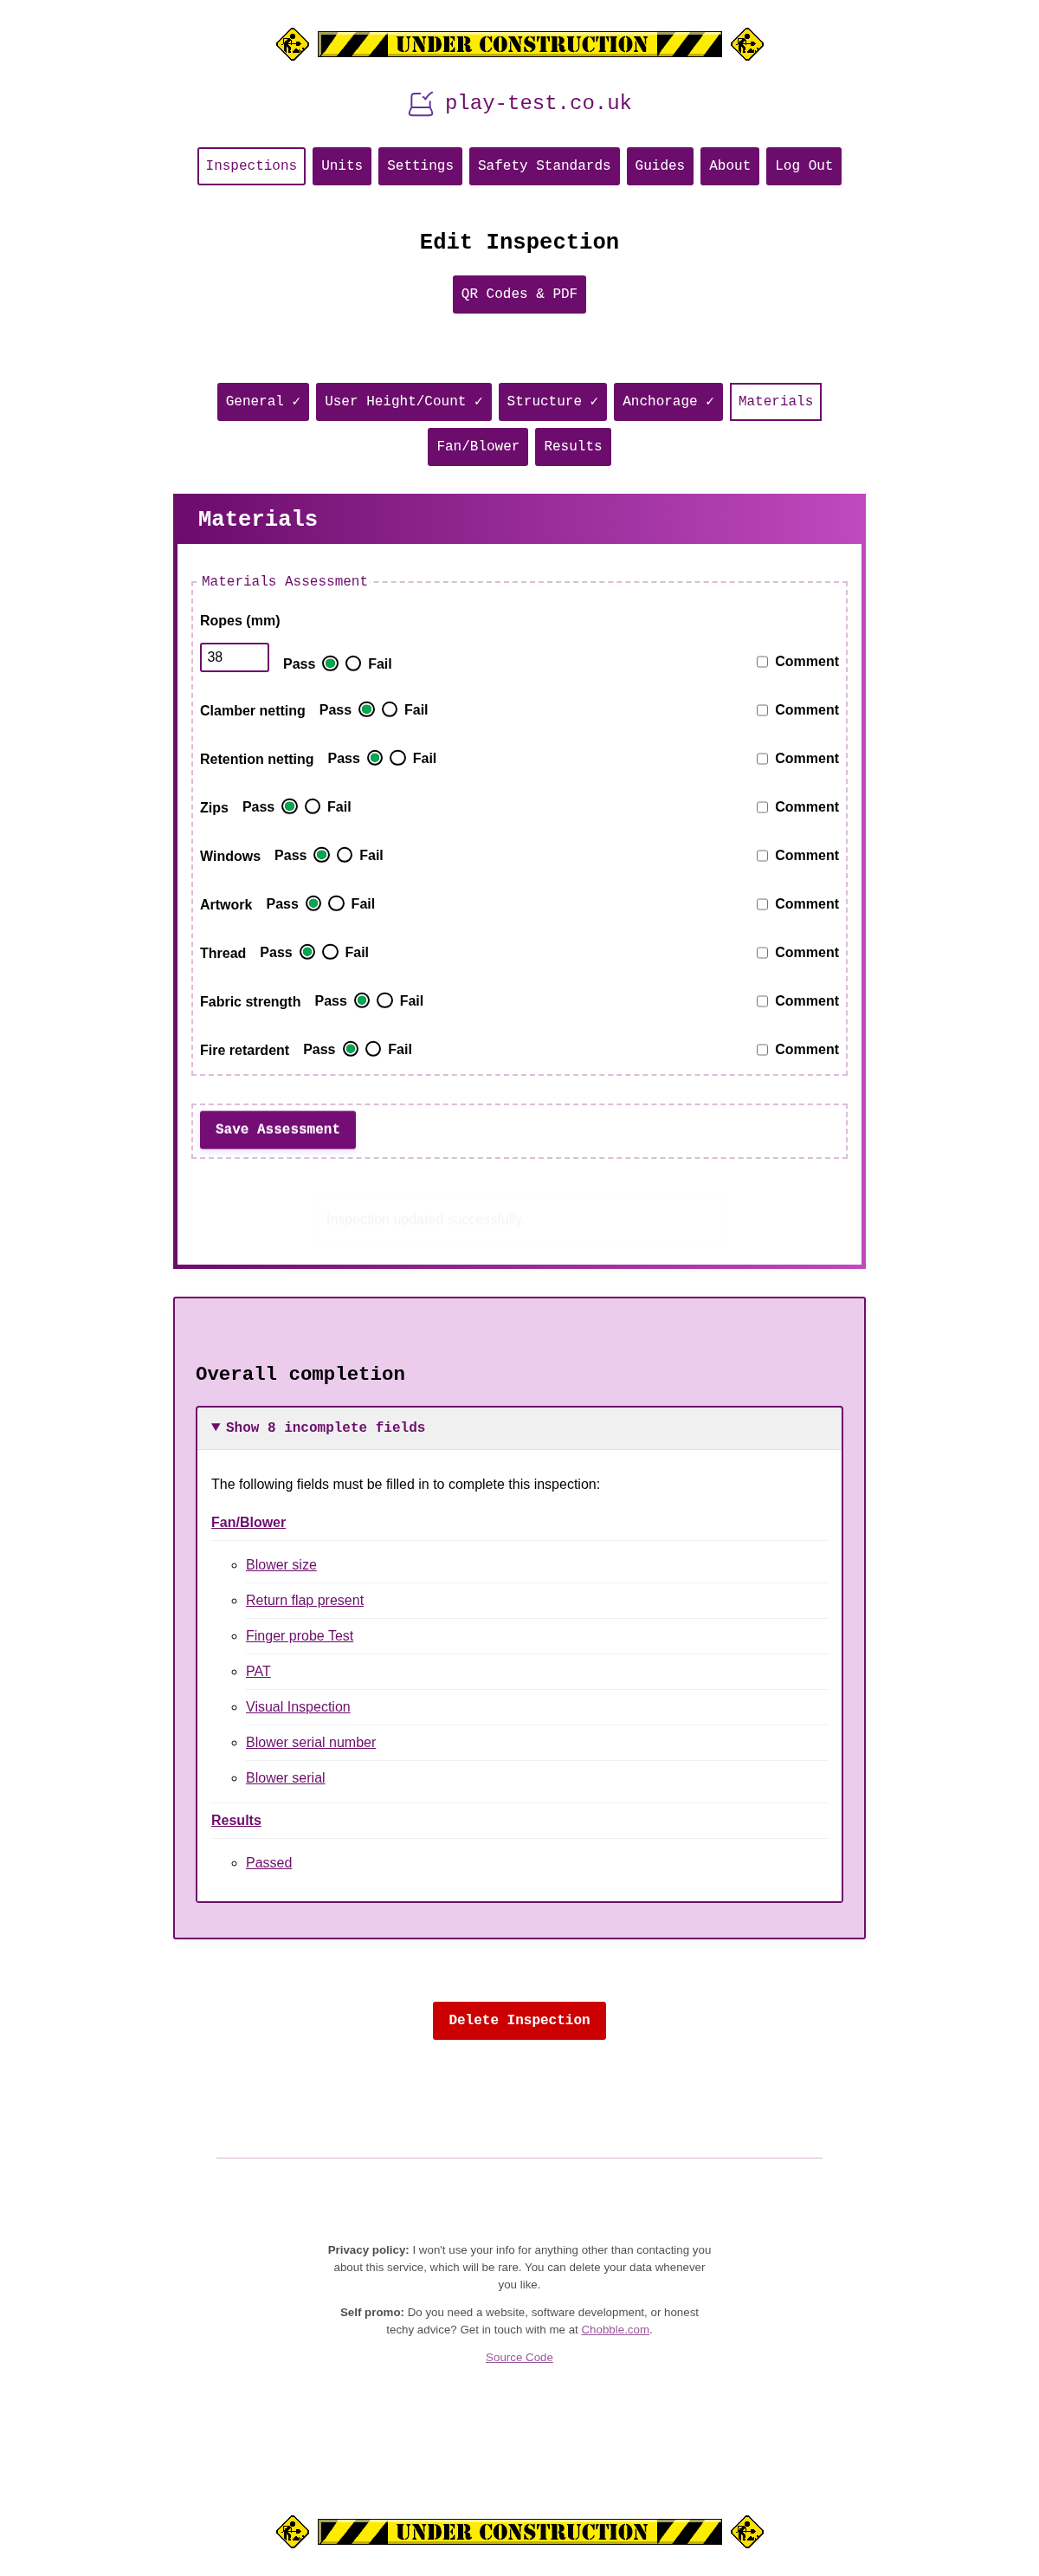 UNDER CONSTRUCTION
play-test.co.uk
Inspections Units Settings Safety Standards Guides About Log Out
Edit Inspection
QR Codes & PDF
General ✓ User Height/Count ✓ Structure ✓ Anchorage ✓ Materials
Fan/Blower Results
Materials
Materials Assessment
Ropes (mm)
38 Pass Fail Comment
Clamber netting Pass Fail Comment
Retention netting Pass Fail Comment
Zips Pass Fail Comment
Windows Pass Fail Comment
Artwork Pass Fail Comment
Thread Pass Fail Comment
Fabric strength Pass Fail Comment
Fire retardent Pass Fail Comment
Save Assessment
Inspection updated successfully.
Overall completion
▼ Show 8 incomplete fields
The following fields must be filled in to complete this inspection:
Fan/Blower
Blower size
Return flap present
Finger probe Test
PAT
Visual Inspection
Blower serial number
Blower serial
Results
Passed
Delete Inspection
Privacy policy: I won't use your info for anything other than contacting you
about this service, which will be rare. You can delete your data whenever
you like.
Self promo: Do you need a website, software development, or honest
techy advice? Get in touch with me at Chobble.com.
Source Code
UNDER CONSTRUCTION